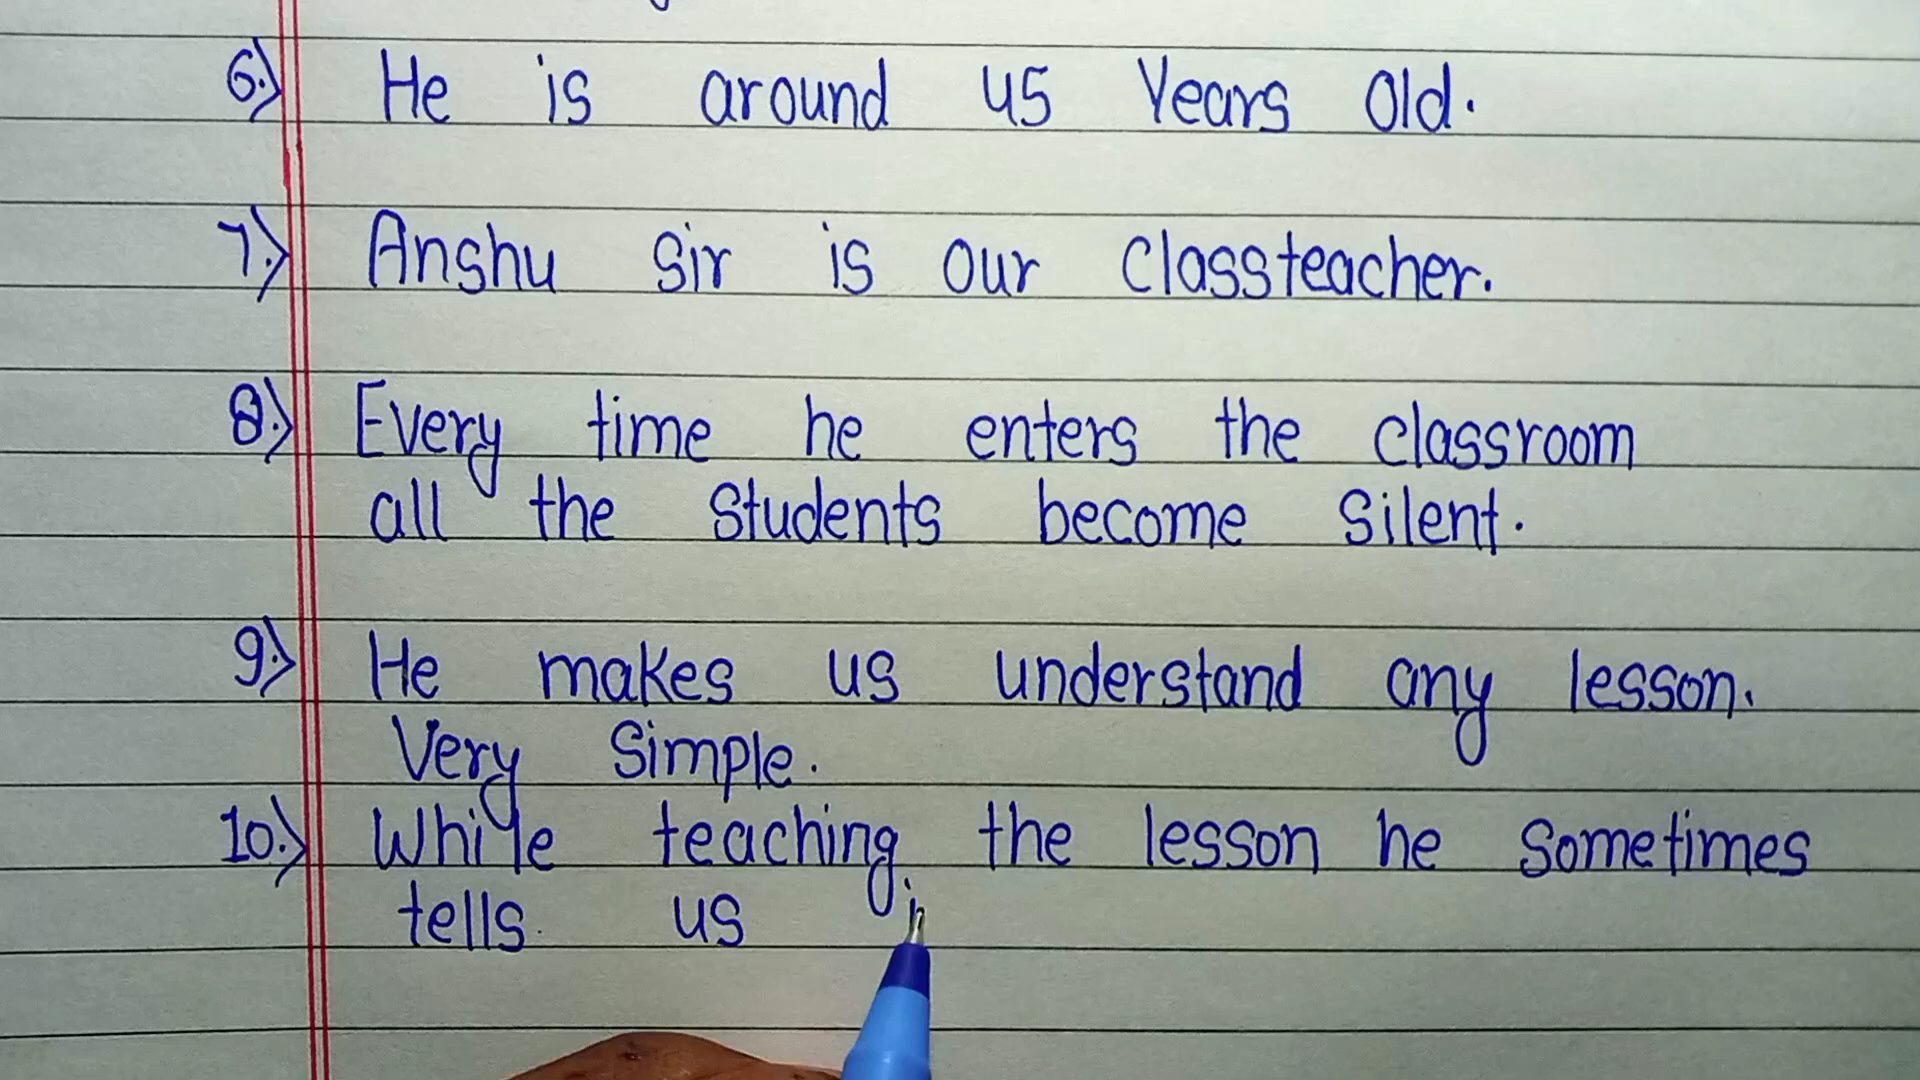 6.) He is around 45 Years Old.
7.) Anshu Sir is our Classteacher.
8.) Every time he enters the classroom
all the Students become Silent.
9.) He makes us understand any lesson.
Very Simple.
10.) While teaching the lesson he Sometimes
tells us